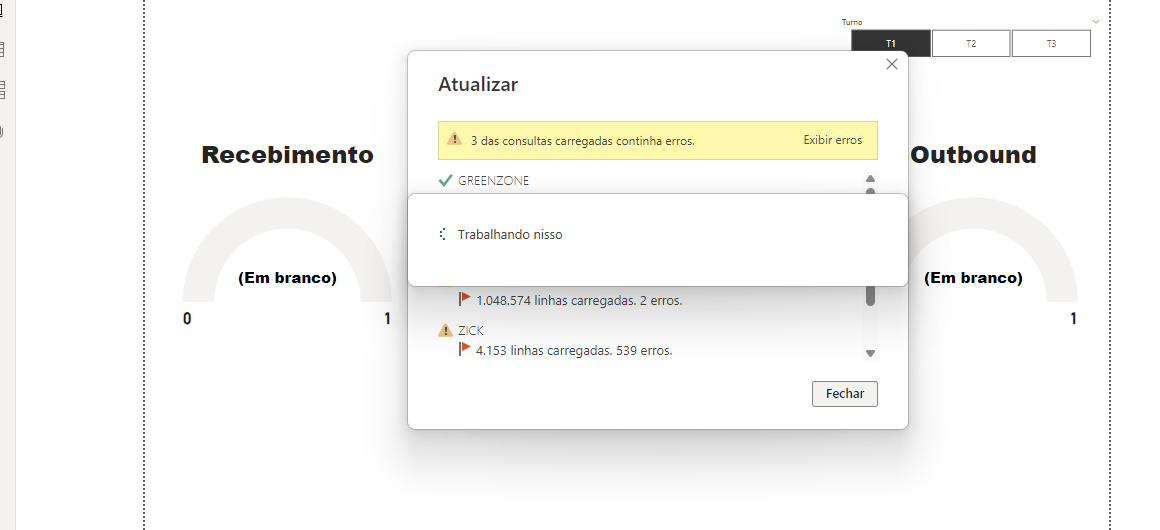 Turno
T1 T2 T3
Atualizar
3 das consultas carregadas continha erros. Exibir erros
Recebimento
Outbound
GREENZONE
Trabalhando nisso
(Em branco)
(Em branco)
1.048.574 linhas carregadas. 2 erros.
0 1
1
ZICK
4.153 linhas carregadas. 539 erros.
Fechar